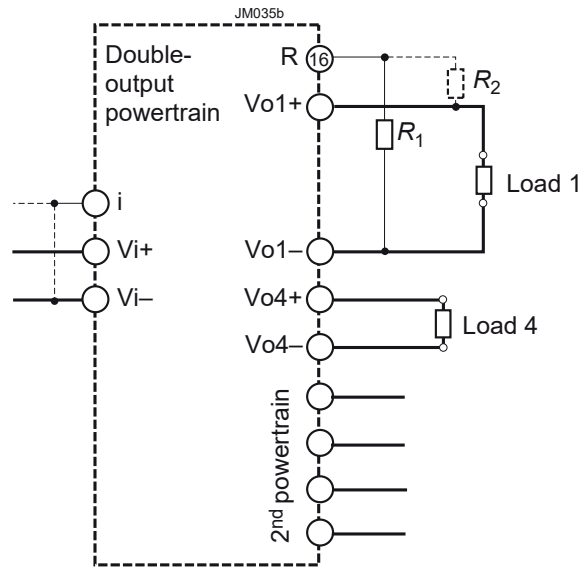 JM035b
Double-
output
powertrain
R 16
R2
Vo1+
R1
i
Load 1
Vi+
Vo1–
Vi–
Vo4+
Load 4
Vo4–
2nd powertrain